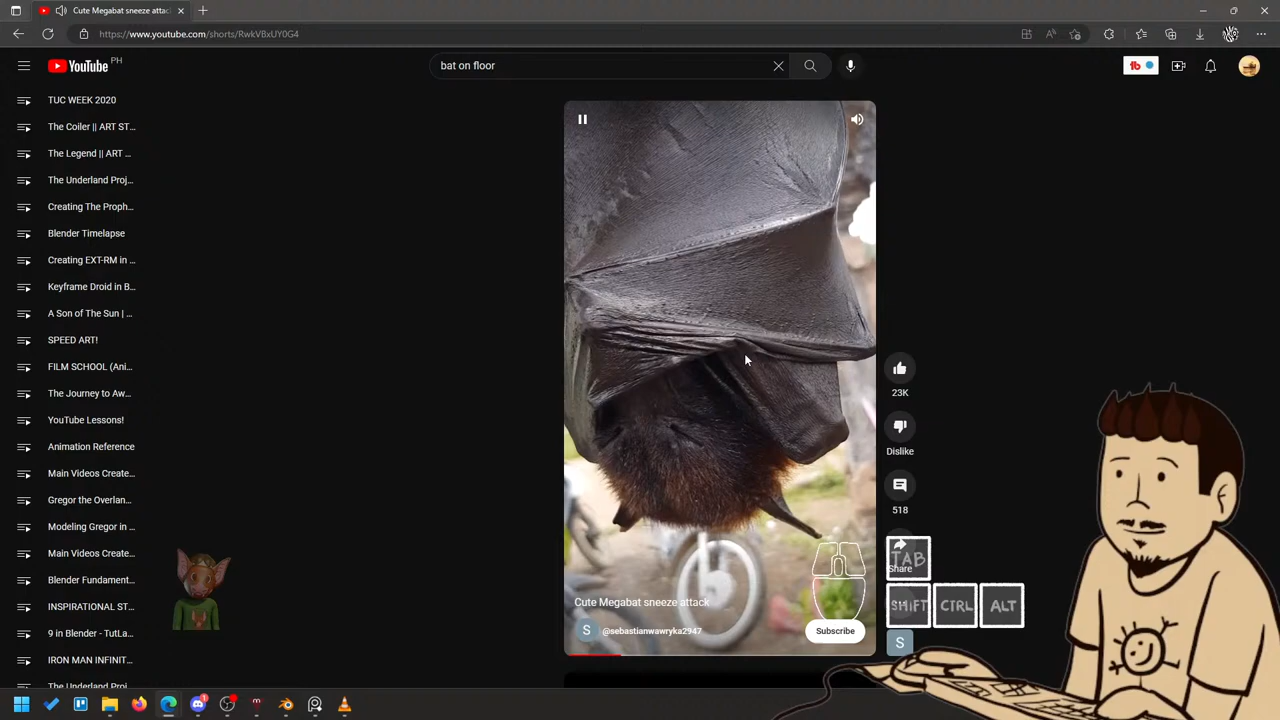 Cute Megabat sneeze attac
https://www.youtube.com/shorts/RwkVBxUY0G4
YouTube PH
bat on floor
TUC WEEK 2020
The Coiler || ART ST...
The Legend || ART ...
The Underland Proj...
Creating The Proph...
Blender Timelapse
Creating EXT-RM in ...
Keyframe Droid in B...
A Son of The Sun | ...
SPEED ART!
FILM SCHOOL (Ani...
The Journey to Aw...
YouTube Lessons!
Animation Reference
Main Videos Create...
Gregor the Overlan...
Modeling Gregor in ...
Main Videos Create...
Blender Fundament...
INSPIRATIONAL ST...
9 in Blender - TutLa...
IRON MAN INFINIT...
The Underland Proj
23K
Dislike
518
Share
TAB
SHIFT CTRL ALT
Cute Megabat sneeze attack
S @sebastianwawryka2947
Subscribe
S